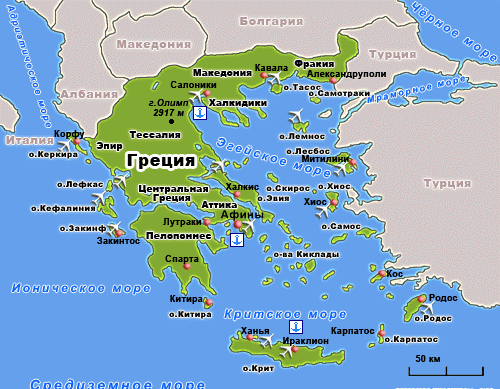 Болгария
Чёрное море
Адриатическое море
Македония
Фракия
Турция
Македония
Кавала
Александруполи
Албания
Салоники
о.Тасос
о.Самотраки
Мраморное море
г.Олимп
2917 м
Халкидики
Италия
Корфу
Фессалия
о.Лемнос
о.Керкира
Эпир
Эгейское море
о.Лесбос
Греция
Митилини
о.Лефкас
Центральная
Греция
Халкис
о.Скирос
о.Хиос
Турция
о.Эвия
о.Кефалиния
Аттика
Хиос
Лутраки
Афины
о.Закинф
Закинтос
Пелопоннес
о.Самос
о-ва Киклады
Спарта
Кос
Ионическое море
Китира
Родос
о.Китира
Критское море
о.Родос
Ханья
Карпатос
о.Карпатос
Ираклион
50 км
о.Крит
Средиземное море